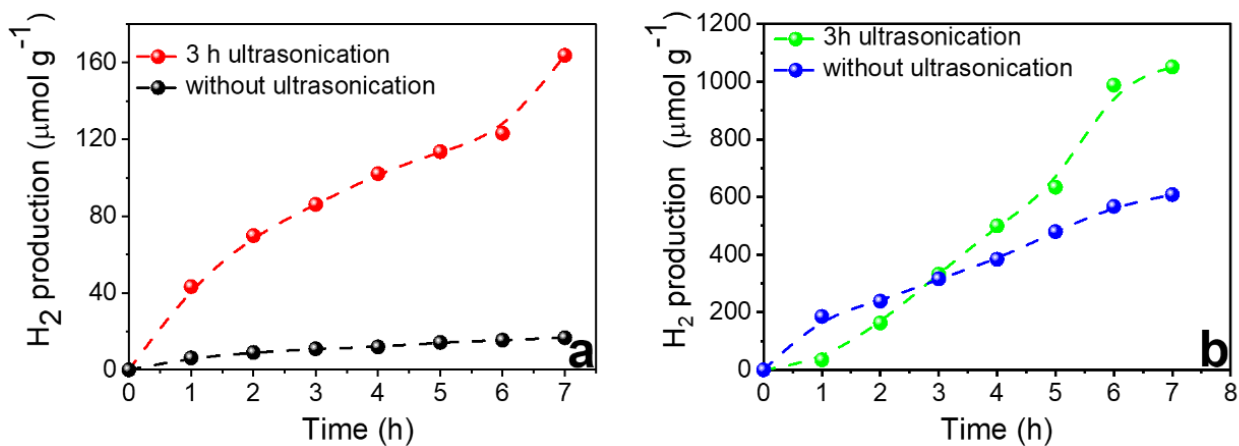 H2 production (μmol g-1)
160
120
80
40
0
3 h ultrasonication
without ultrasonication
a
0 1 2 3 4 5 6 7
Time (h)
H2 production (μmol g-1)
1200
1000
800
600
400
200
0
3h ultrasonication
without ultrasonication
b
0 1 2 3 4 5 6 7 8
Time (h)